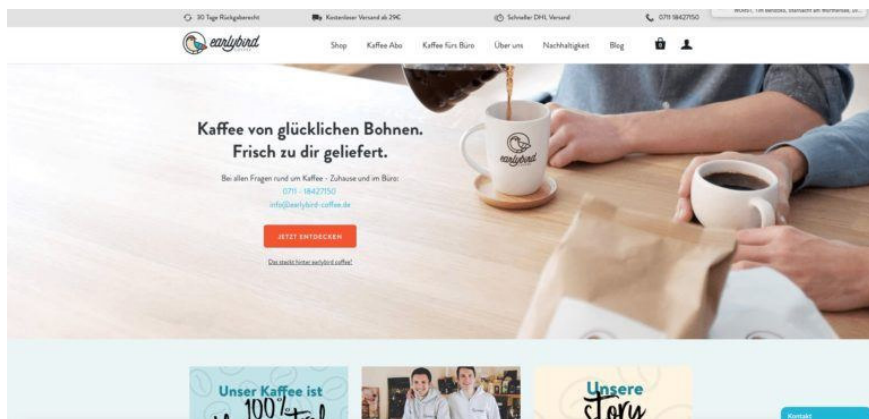 30 Tage Rückgaberecht
Kostenloser Versand ab 29€
Schneller DHL Versand
0711 18427150
earlybird
Shop
Kaffee Abo
Kaffee fürs Büro
Über uns
Nachhaltigkeit
Blog
0
Kaffee von glücklichen Bohnen.
Frisch zu dir geliefert.
Bei allen Fragen rund um Kaffee - Zuhause und im Büro:
0711 - 18427150
info@earlybird-coffee.de
JETZT ENTDECKEN
Das steckt hinter earlybird coffee!
earlybird
Unser Kaffee ist
100%
Unsere
story
Kontakt